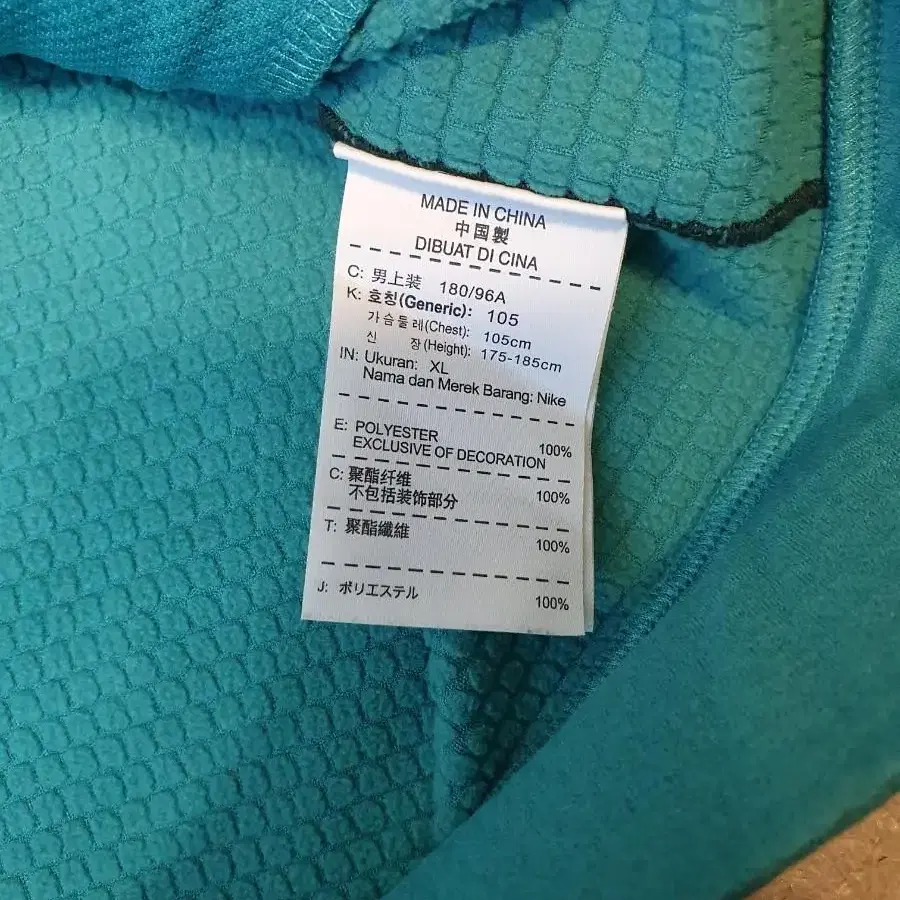 MADE IN CHINA
中国製
DIBUAT DI CINA
C: 男上装 180/96A
K: 호칭(Generic): 105
가슴둘레(Chest): 105cm
신 장(Height): 175-185cm
IN: Ukuran: XL
Nama dan Merek Barang: Nike
E: POLYESTER 100%
EXCLUSIVE OF DECORATION
C: 聚酯纤维 100%
不包括装饰部分
T: 聚酯纖維 100%
J: ポリエステル 100%